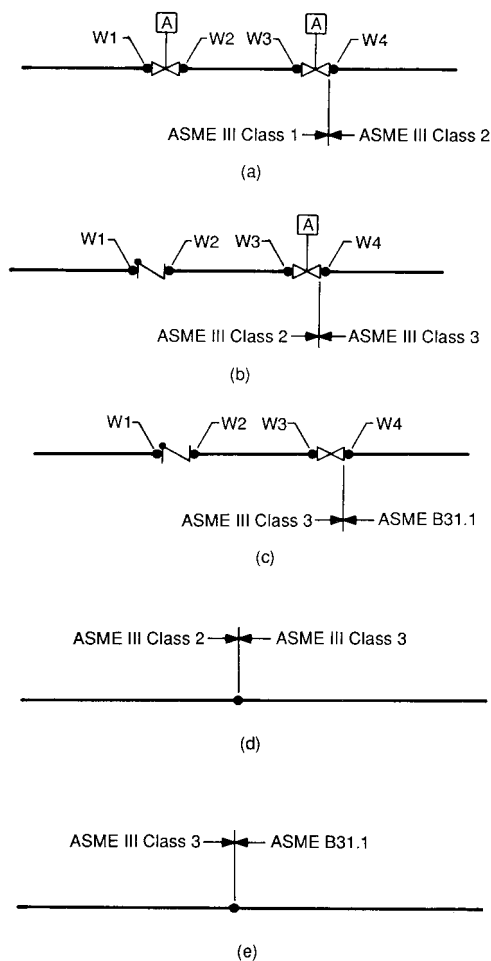 A A
W1 W2 W3 W4
ASME III Class 1 ASME III Class 2
(a)
A
W1 W2 W3 W4
ASME III Class 2 ASME III Class 3
(b)
W1 W2 W3 W4
ASME III Class 3 ASME B31.1
(c)
ASME III Class 2 ASME III Class 3
(d)
ASME III Class 3 ASME B31.1
(e)